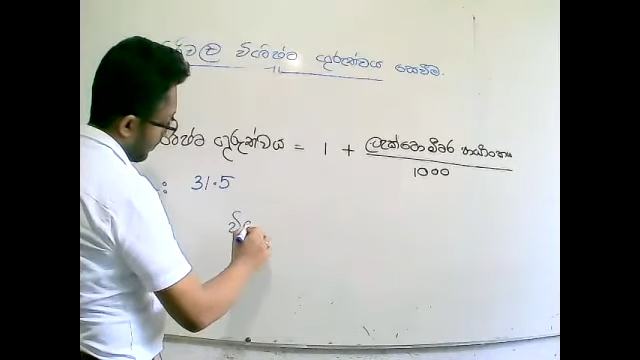 විශිෂ්ට ගුරුත්වය සෙවීම.
ගුරුත්වය = 1 + ලැක්තොමීටර පාඨාංකය
1000
: 31.5
වි